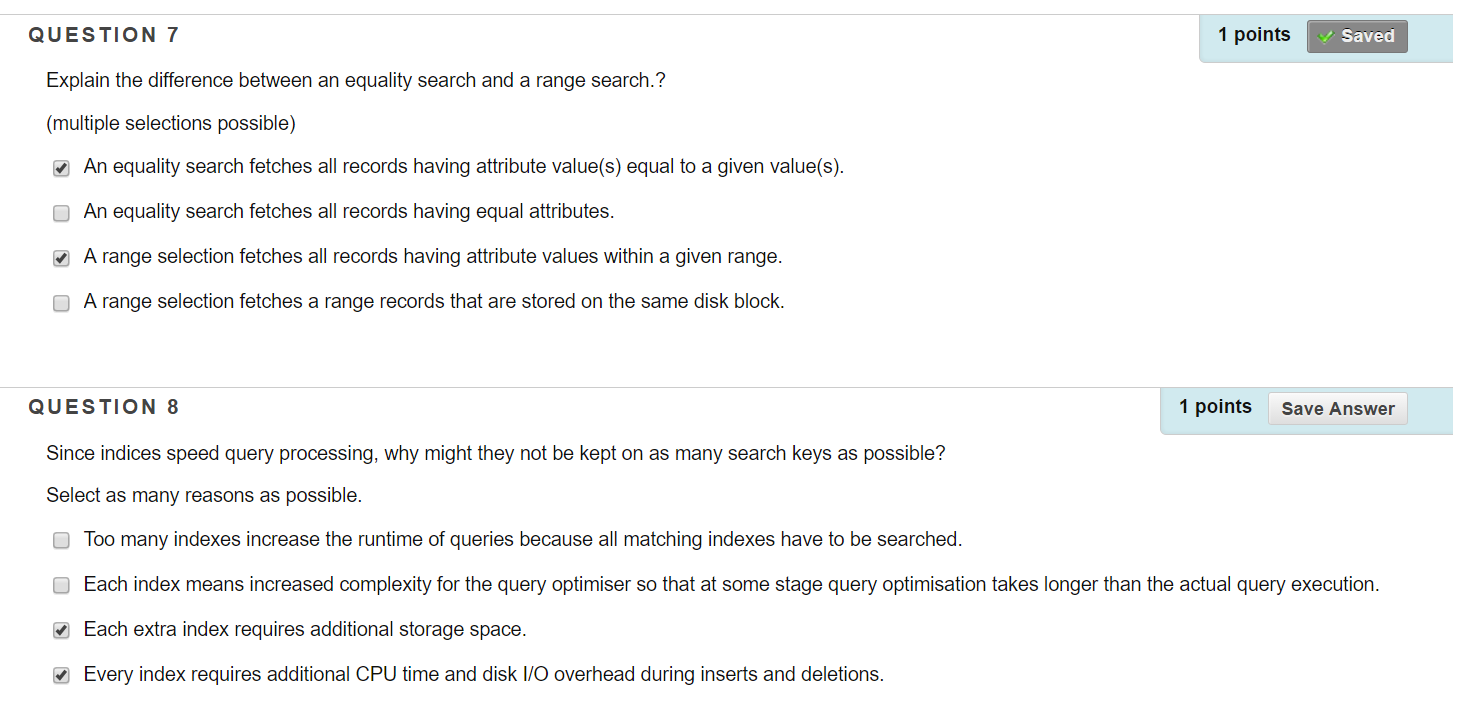 QUESTION 7
1 points
Saved
Explain the difference between an equality search and a range search.?
(multiple selections possible)
An equality search fetches all records having attribute value(s) equal to a given value(s).
An equality search fetches all records having equal attributes.
A range selection fetches all records having attribute values within a given range.
A range selection fetches a range records that are stored on the same disk block.
QUESTION 8
1 points
Save Answer
Since indices speed query processing, why might they not be kept on as many search keys as possible?
Select as many reasons as possible.
Too many indexes increase the runtime of queries because all matching indexes have to be searched.
Each index means increased complexity for the query optimiser so that at some stage query optimisation takes longer than the actual query execution.
Each extra index requires additional storage space.
Every index requires additional CPU time and disk I/O overhead during inserts and deletions.